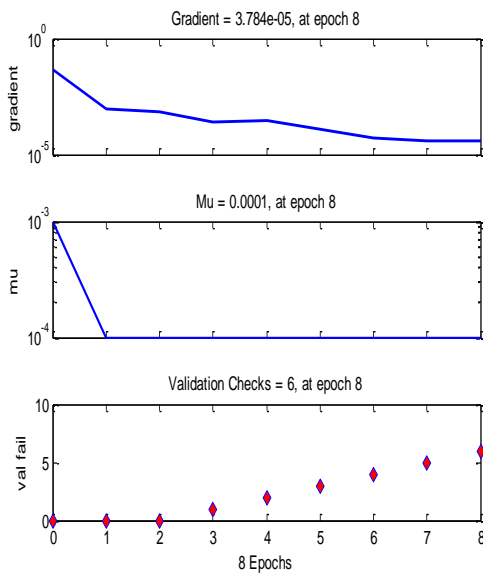 Gradient = 3.784e-05, at epoch 8
10^0
gradient
10^-5
Mu = 0.0001, at epoch 8
10^-3
mu
10^-4
Validation Checks = 6, at epoch 8
10
val fail
5
0
0 1 2 3 4 5 6 7 8
8 Epochs